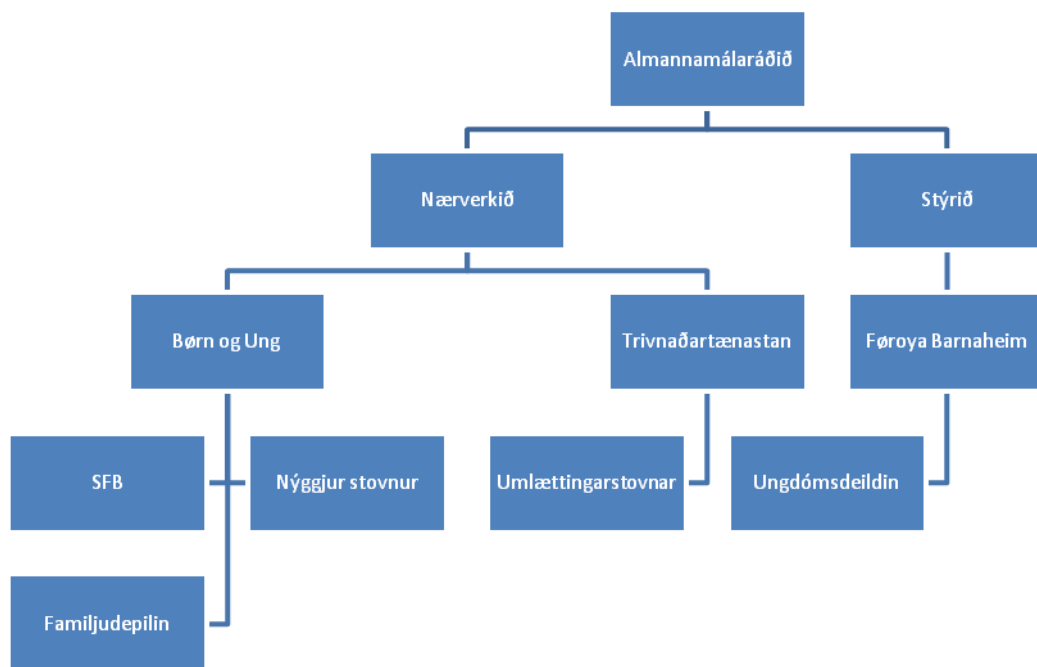 Almannamálaráðið
Nærverkið
Stýrið
Børn og Ung
Trivnaðartænastan
Føroya Barnaheim
SFB
Nýggjur stovnur
Umlættingarstovnar
Ungdómsdeildin
Familjudepilin